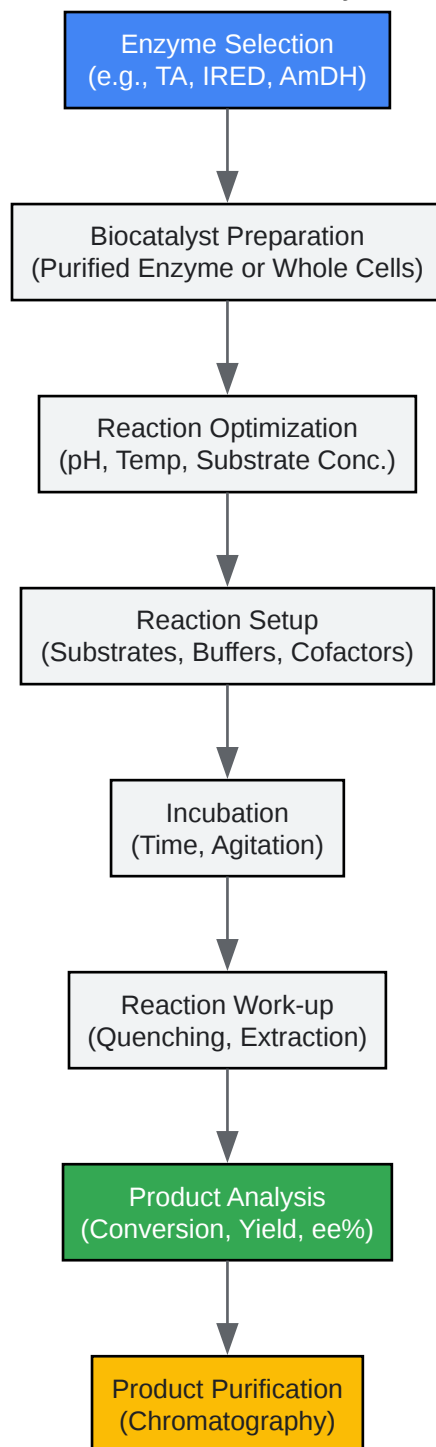 Enzyme Selection
(e.g., TA, IRED, AmDH)
Biocatalyst Preparation
(Purified Enzyme or Whole Cells)
Reaction Optimization
(pH, Temp, Substrate Conc.)
Reaction Setup
(Substrates, Buffers, Cofactors)
Incubation
(Time, Agitation)
Reaction Work-up
(Quenching, Extraction)
Product Analysis
(Conversion, Yield, ee%)
Product Purification
(Chromatography)